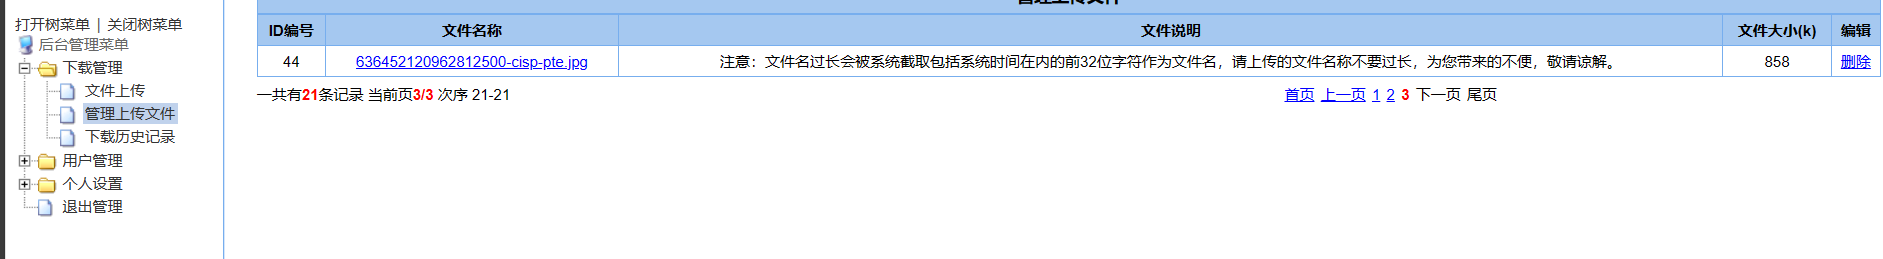 打开树菜单 | 关闭树菜单
后台管理菜单
下载管理
文件上传
管理上传文件
下载历史记录
用户管理
个人设置
退出管理
管理上传文件
ID编号 文件名称 文件说明 文件大小(k) 编辑
44 636452120962812500-cisp-pte.jpg 注意：文件名过长会被系统截取包括系统时间在内的前32位字符作为文件名，请上传的文件名称不要过长，为您带来的不便，敬请谅解。 858 删除
一共有21条记录 当前页3/3 次序 21-21 首页 上一页 1 2 3 下一页 尾页